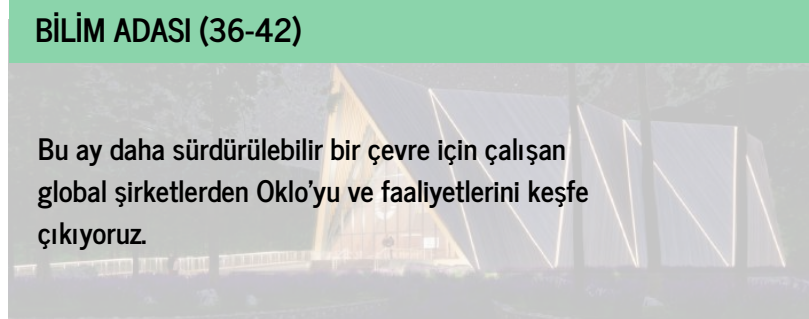 BİLİM ADASI (36-42)
Bu ay daha sürdürülebilir bir çevre için çalışan
global şirketlerden Oklo'yu ve faaliyetlerini keşfe
çıkıyoruz.